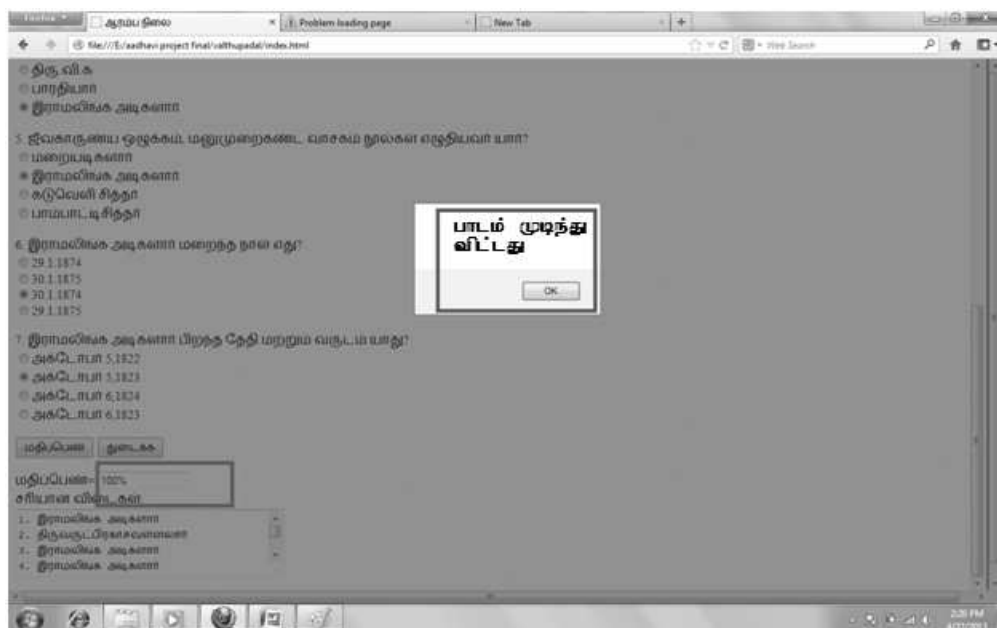 ஆரம்ப நிலை
Problem loading page
New Tab
file:///E:/aadhavi project final/valthupadal/index.html
திரு.வி.க
பாரதியார்
இராமலிங்க அடிகளார்
5. ஜீவகாருண்ய ஒழுக்கம், மனுமுறைகண்ட வாசகம் நூல்கள் எழுதியவர் யார்?
மறையடிகளார்
இராமலிங்க அடிகளார்
கடுவெளி சித்தர்
பாம்பாட்டி சித்தர்
6. இராமலிங்க அடிகளார் மறைந்த நாள் எது?
29.1.1874
30.1.1875
30.1.1874
29.1.1875
7. இராமலிங்க அடிகளார் பிறந்த தேதி மற்றும் வருடம் யாது?
அக்டோபர் 5,1822
அக்டோபர் 5,1823
அக்டோபர் 6,1824
அக்டோபர் 6,1823
மதிப்பெண் துடைக்க
மதிப்பெண்= 100%
சரியான விடைகள்
1. இராமலிங்க அடிகளார்
2. திருவருட்பிரகாசவள்ளலார்
3. இராமலிங்க அடிகளார்
4. இராமலிங்க அடிகளார்
பாடம் முடிந்து
விட்டது
OK
2:26 PM